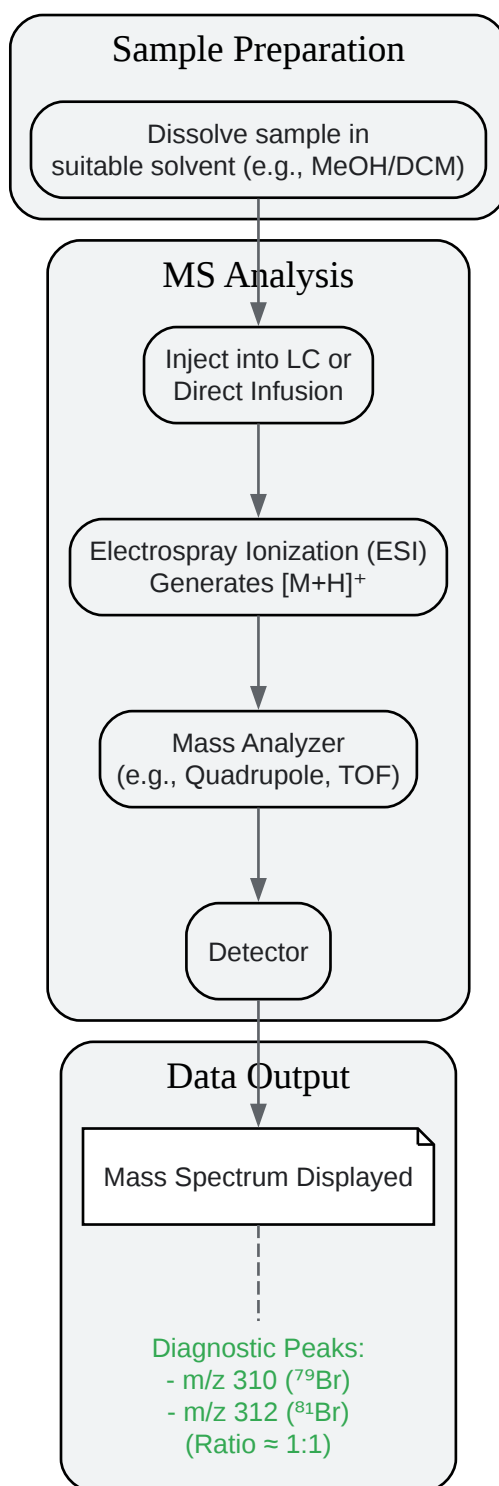 Sample Preparation
Dissolve sample in
suitable solvent (e.g., MeOH/DCM)
MS Analysis
Inject into LC or
Direct Infusion
Electrospray Ionization (ESI)
Generates [M+H]⁺
Mass Analyzer
(e.g., Quadrupole, TOF)
Detector
Data Output
Mass Spectrum Displayed
Diagnostic Peaks:
- m/z 310 (⁷⁹Br)
- m/z 312 (⁸¹Br)
(Ratio ≈ 1:1)